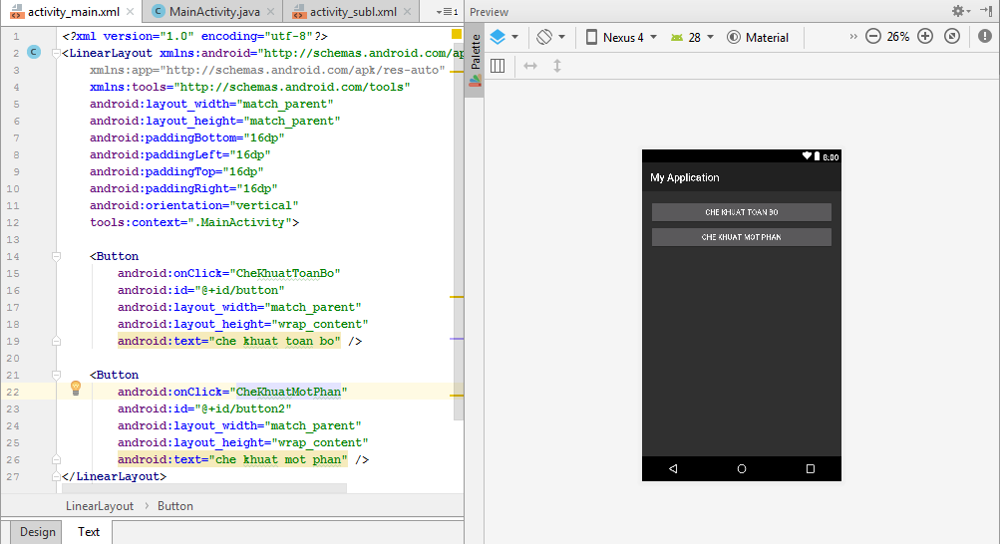 activity_main.xml MainActivity.java activity_subl.xml 1 Preview
1 <?xml version="1.0" encoding="utf-8"?>
2 <LinearLayout xmlns:android="http://schemas.android.com/ap
3 xmlns:app="http://schemas.android.com/apk/res-auto"
4 xmlns:tools="http://schemas.android.com/tools"
5 android:layout_width="match_parent"
6 android:layout_height="match_parent"
7 android:paddingBottom="16dp"
8 android:paddingLeft="16dp"
9 android:paddingTop="16dp"
10 android:paddingRight="16dp"
11 android:orientation="vertical"
12 tools:context=".MainActivity">
13
14 <Button
15 android:onClick="CheKhuatToanBo"
16 android:id="@+id/button"
17 android:layout_width="match_parent"
18 android:layout_height="wrap_content"
19 android:text="che khuat toan bo" />
20
21 <Button
22 android:onClick="CheKhuatMotPhan"
23 android:id="@+id/button2"
24 android:layout_width="match_parent"
25 android:layout_height="wrap_content"
26 android:text="che khuat mot phan" />
27 </LinearLayout>
LinearLayout › Button
Design Text
Palette
Nexus 4 28 Material » 26%
8:00
My Application
CHE KHUAT TOAN BO
CHE KHUAT MOT PHAN